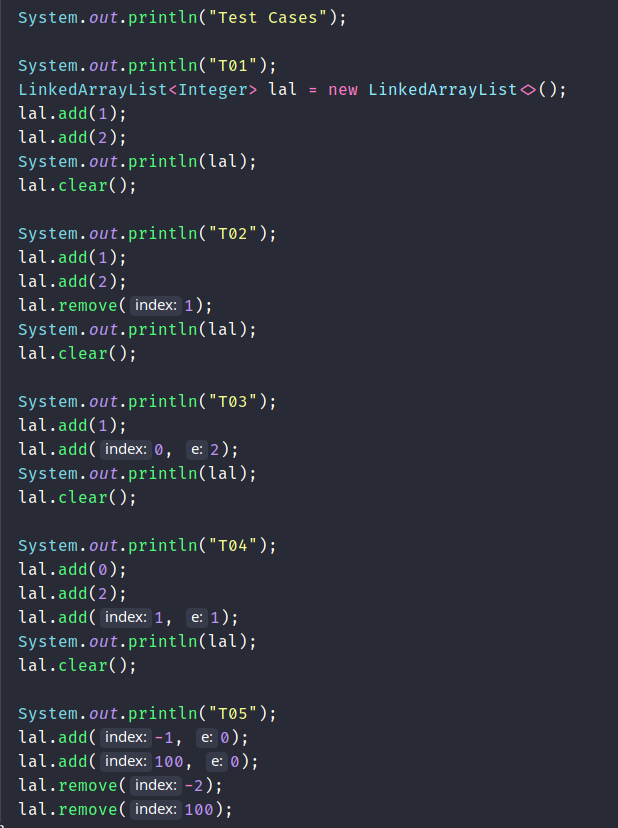 System.out.println("Test Cases");
System.out.println("T01");
LinkedArrayList<Integer> lal = new LinkedArrayList<>();
lal.add(1);
lal.add(2);
System.out.println(lal);
lal.clear();
System.out.println("T02");
lal.add(1);
lal.add(2);
lal.remove( index: 1);
System.out.println(lal);
lal.clear();
System.out.println("T03");
lal.add(1);
lal.add( index: 0, e: 2);
System.out.println(lal);
lal.clear();
System.out.println("T04");
lal.add(0);
lal.add(2);
lal.add( index: 1, e: 1);
System.out.println(lal);
lal.clear();
System.out.println("T05");
lal.add( index: -1, e: 0);
lal.add( index: 100, e: 0);
lal.remove( index: -2);
lal.remove( index: 100);